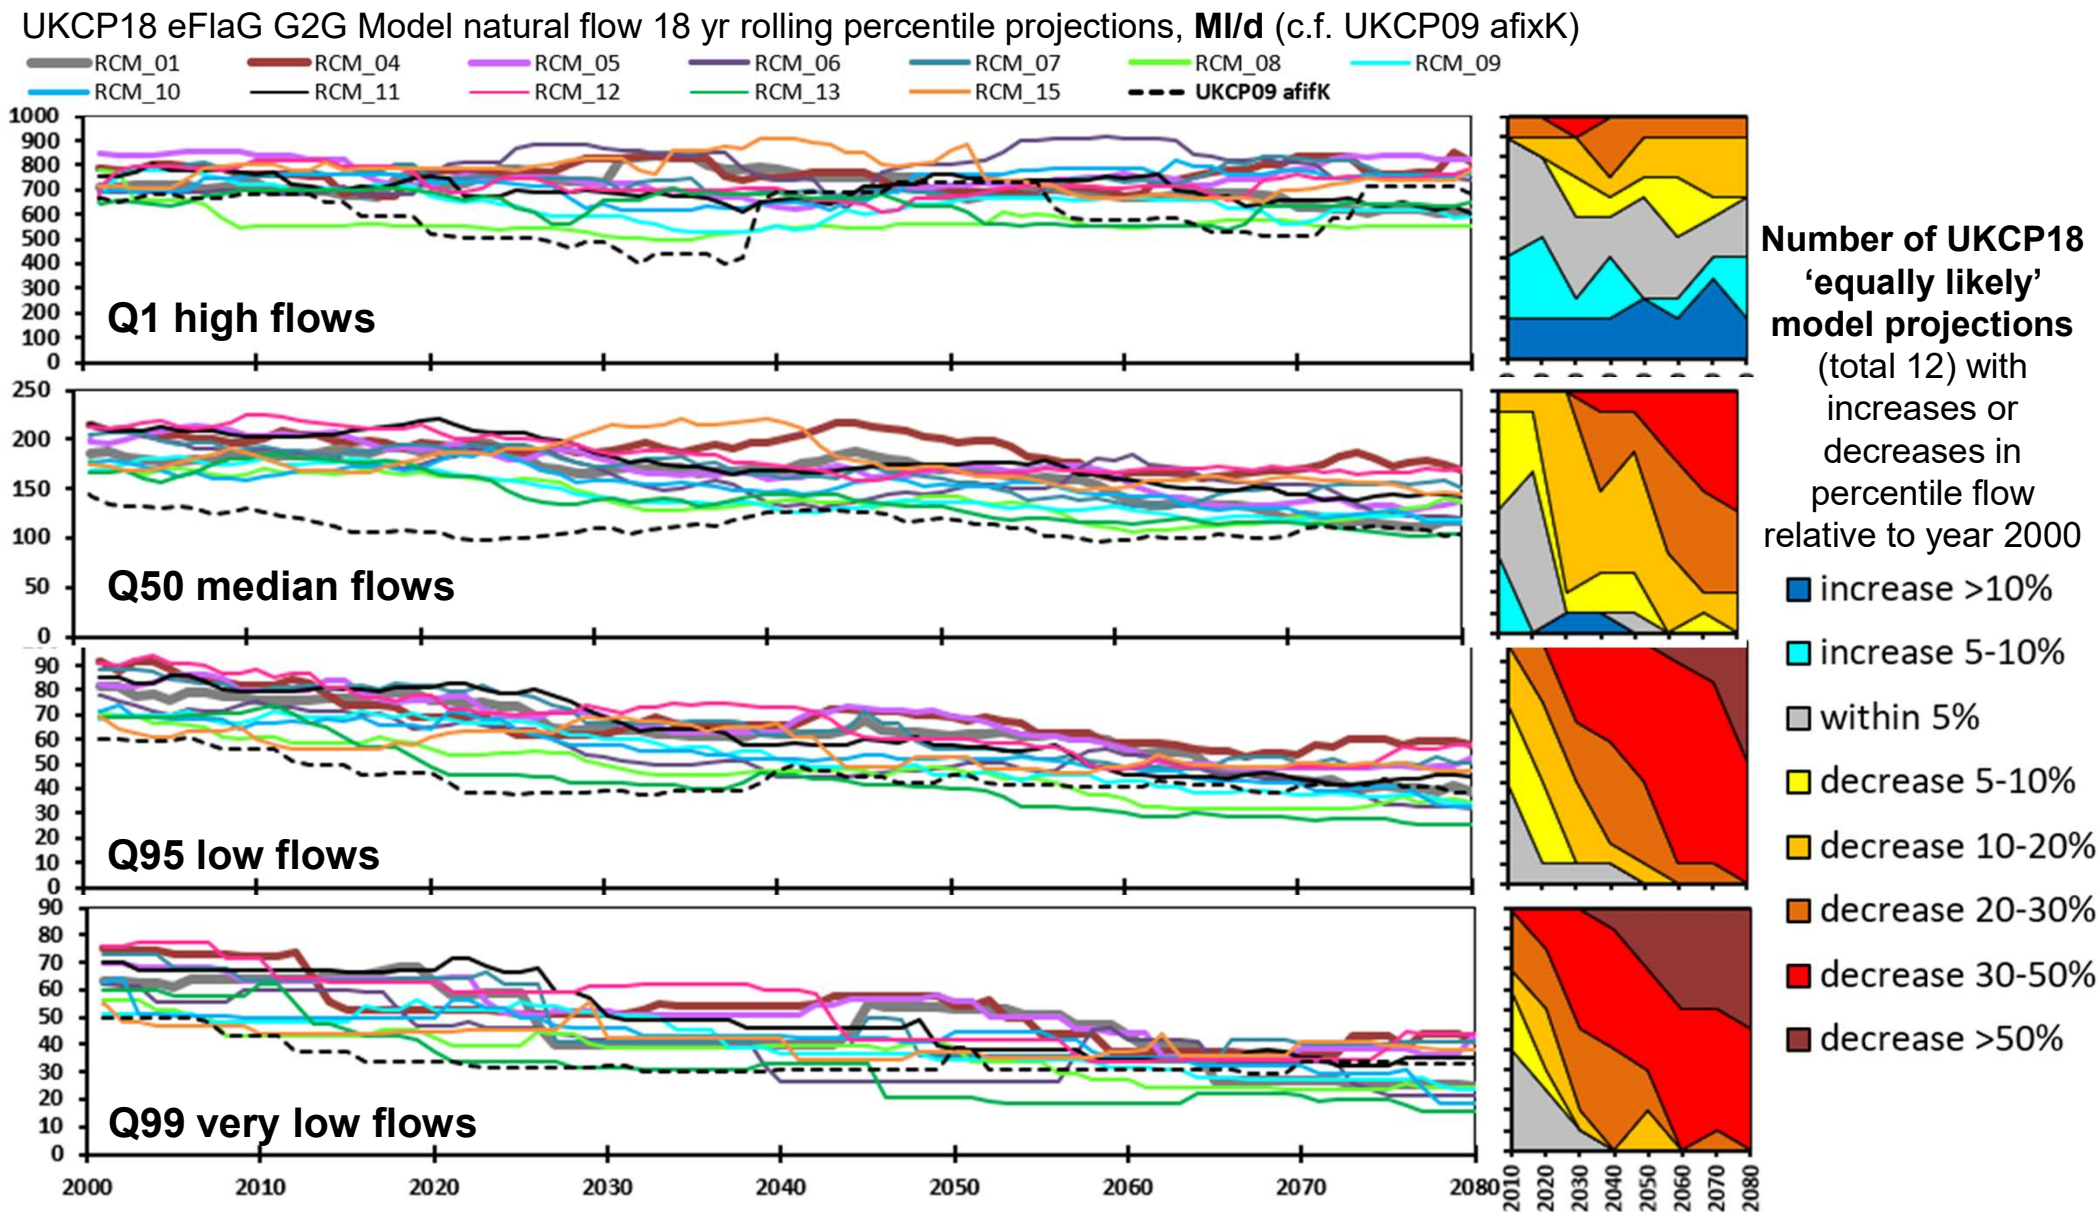 UKCP18 eFlaG G2G Model natural flow 18 yr rolling percentile projections, Ml/d (c.f. UKCP09 afixK)
RCM_01 RCM_04 RCM_05 RCM_06 RCM_07 RCM_08 RCM_09
RCM_10 RCM_11 RCM_12 RCM_13 RCM_15 UKCP09 afifK
1000
900
800
700
600
500
400
300
200
100
0
Q1 high flows
250
200
150
100
50
0
Q50 median flows
90
80
70
60
50
40
30
20
10
0
Q95 low flows
90
80
70
60
50
40
30
20
10
0
Q99 very low flows
2000 2010 2020 2030 2040 2050 2060 2070 2080
2010 2020 2030 2040 2050 2060 2070 2080
Number of UKCP18
‘equally likely’
model projections
(total 12) with
increases or
decreases in
percentile flow
relative to year 2000
increase >10%
increase 5-10%
within 5%
decrease 5-10%
decrease 10-20%
decrease 20-30%
decrease 30-50%
decrease >50%